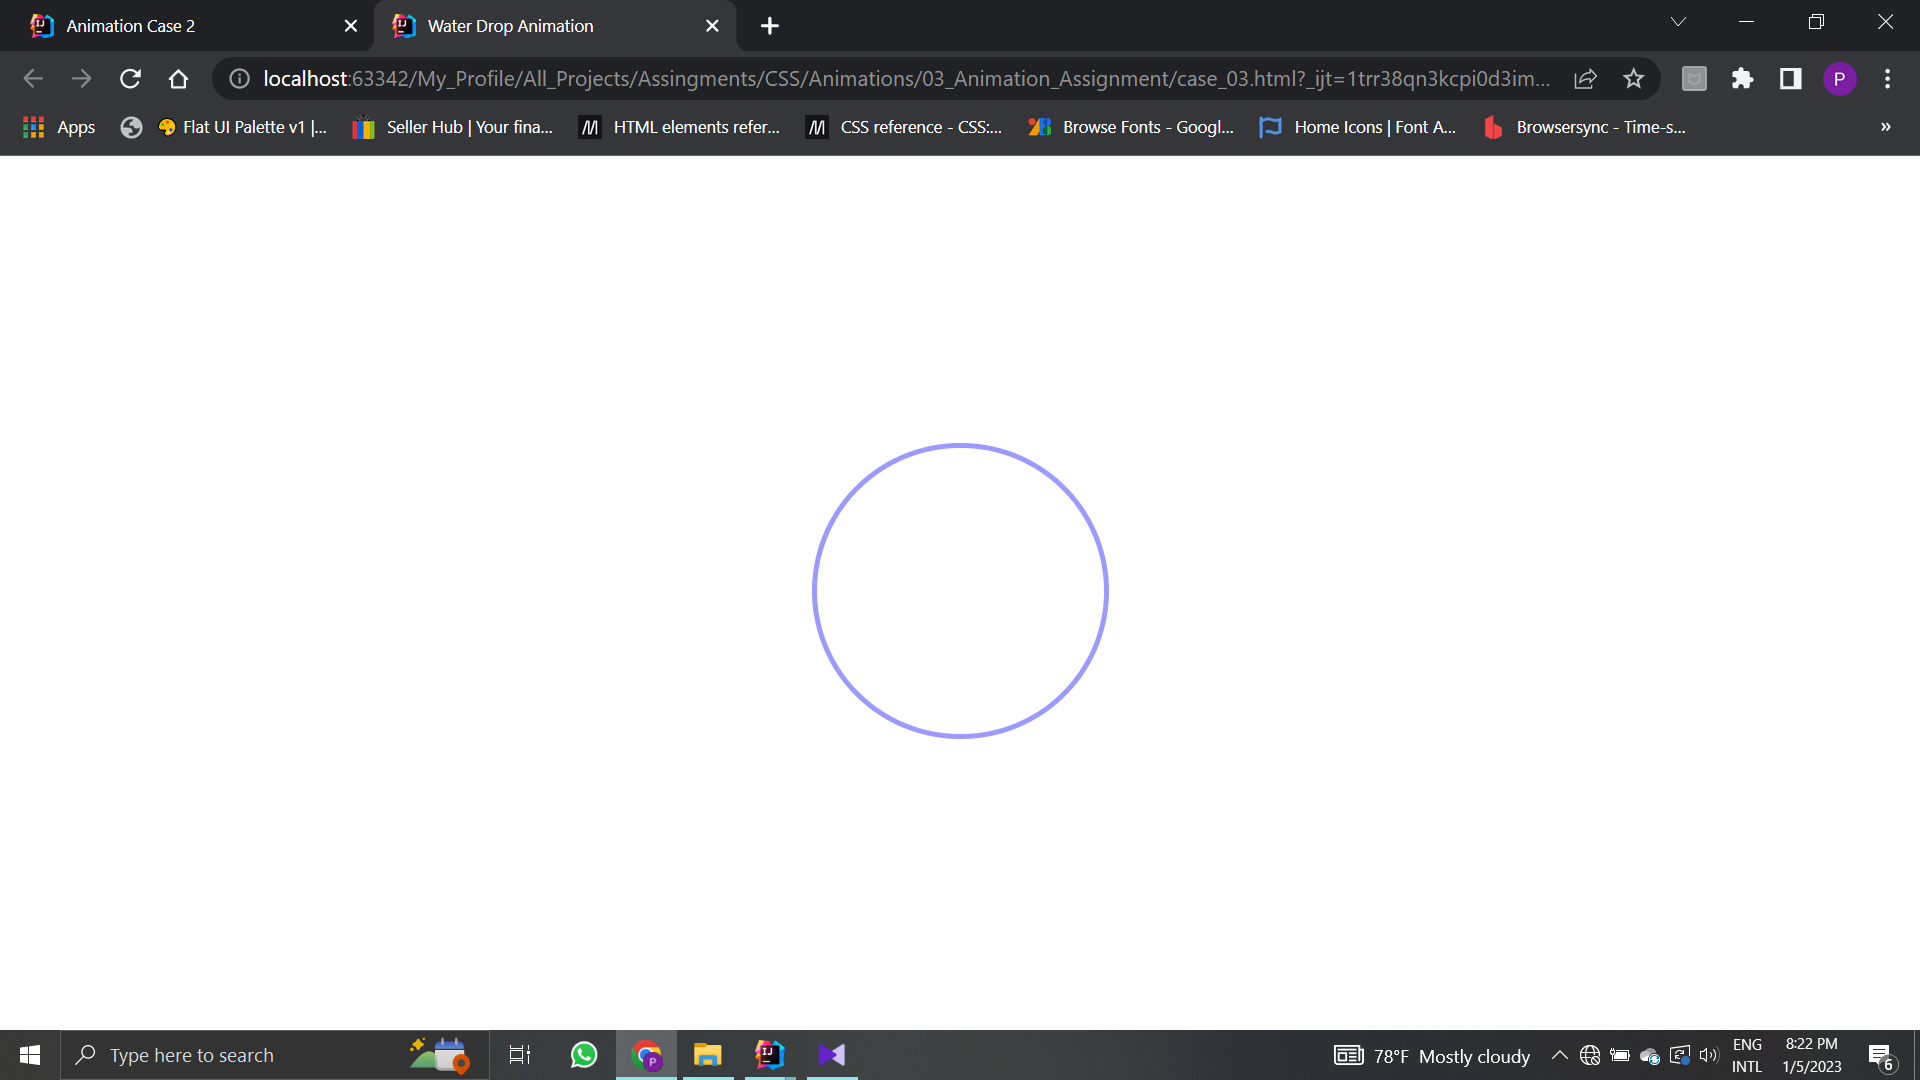 Animation Case 2
Water Drop Animation
localhost:63342/My_Profile/All_Projects/Assingments/CSS/Animations/03_Animation_Assignment/case_03.html?_ijt=1trr38qn3kcpi0d3im...
P
Apps
Flat UI Palette v1 |...
Seller Hub | Your fina...
HTML elements refer...
CSS reference - CSS:...
Browse Fonts - Googl...
Home Icons | Font A...
Browsersync - Time-s...
»
Type here to search
P
IJ
78°F Mostly cloudy
ENG
INTL
8:22 PM
1/5/2023
6